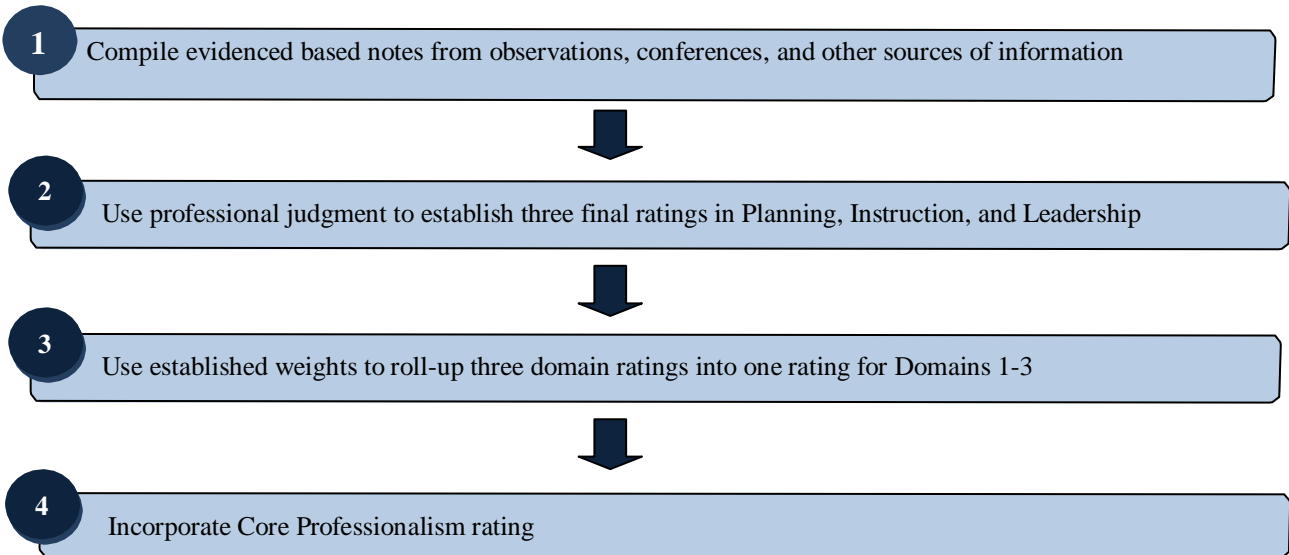 1
Compile evidenced based notes from observations, conferences, and other sources of information
2
Use professional judgment to establish three final ratings in Planning, Instruction, and Leadership
3
Use established weights to roll-up three domain ratings into one rating for Domains 1-3
4
Incorporate Core Professionalism rating